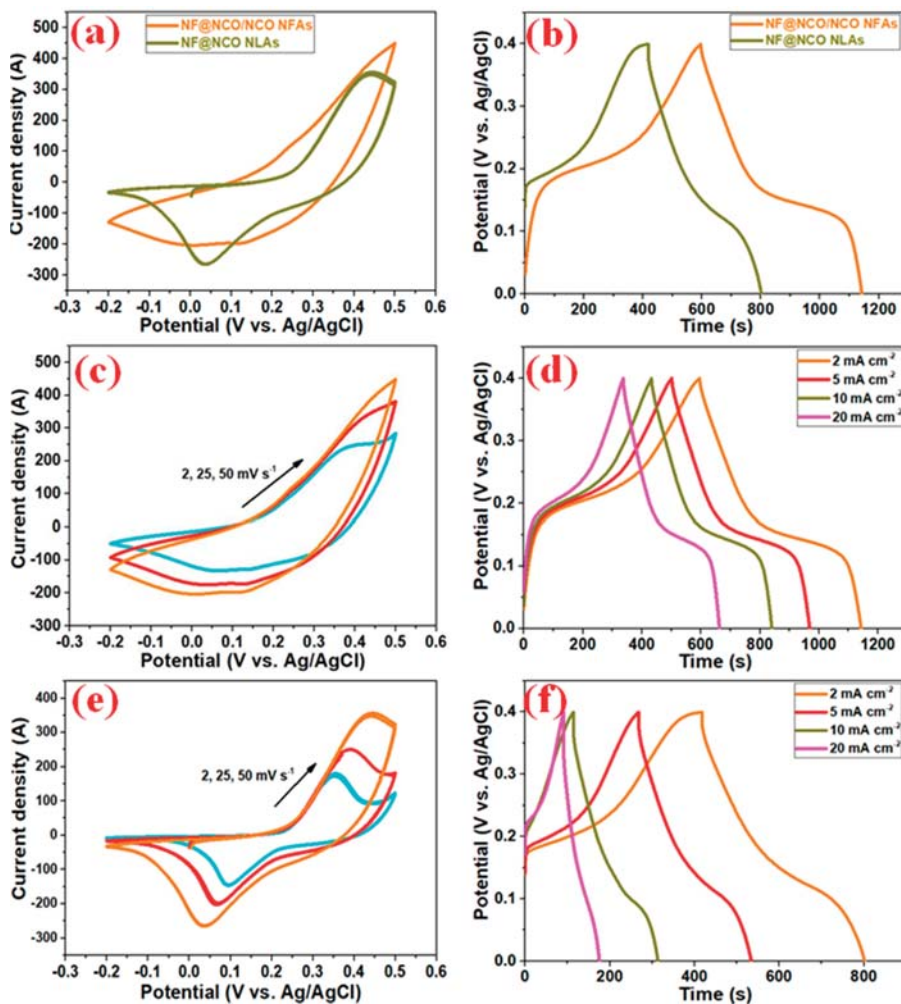 (a)
NF@NCO/NCO NFAs
NF@NCO NLAs
Current density (A)
500
400
300
200
100
0
-100
-200
-300
-0.3 -0.2 -0.1 0.0 0.1 0.2 0.3 0.4 0.5 0.6
Potential (V vs. Ag/AgCl)
(b)
NF@NCO/NCO NFAs
NF@NCO NLAs
Potential (V vs. Ag/AgCl)
0.4
0.3
0.2
0.1
0.0
0 200 400 600 800 1000 1200
Time (s)
(c)
2, 25, 50 mV s⁻¹
Current density (A)
500
400
300
200
100
0
-100
-200
-300
-0.3 -0.2 -0.1 0.0 0.1 0.2 0.3 0.4 0.5 0.6
Potential (V vs. Ag/AgCl)
(d)
2 mA cm⁻²
5 mA cm⁻²
10 mA cm⁻²
20 mA cm⁻²
Potential (V vs. Ag/AgCl)
0.4
0.3
0.2
0.1
0.0
0 200 400 600 800 1000 1200
Time (s)
(e)
2, 25, 50 mV s⁻¹
Current density (A)
400
300
200
100
0
-100
-200
-300
-0.3 -0.2 -0.1 0.0 0.1 0.2 0.3 0.4 0.5 0.6
Potential (V vs. Ag/AgCl)
(f)
2 mA cm⁻²
5 mA cm⁻²
10 mA cm⁻²
20 mA cm⁻²
Potential (V vs. Ag/AgCl)
0.4
0.3
0.2
0.1
0.0
0 200 400 600 800
Time (s)